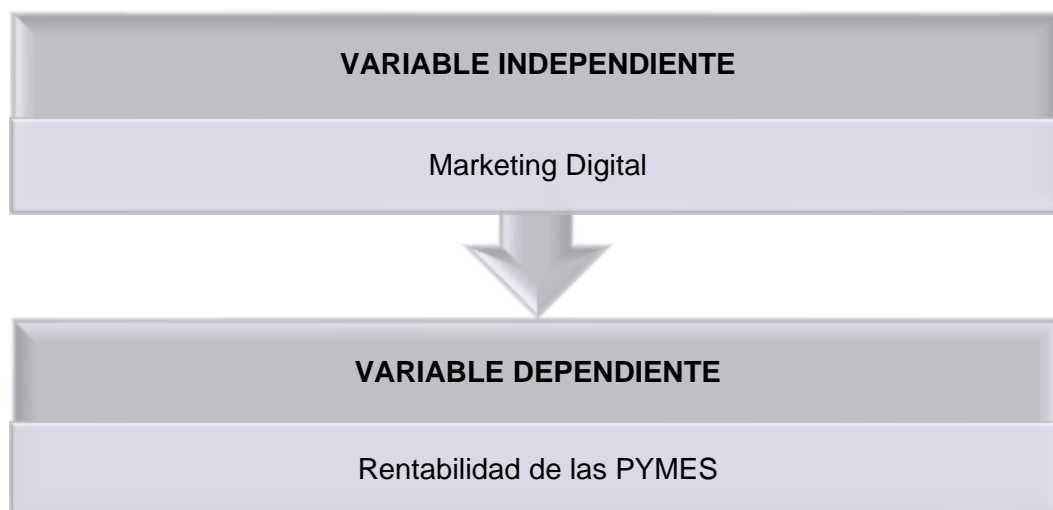 VARIABLE INDEPENDIENTE
Marketing Digital
VARIABLE DEPENDIENTE
Rentabilidad de las PYMES